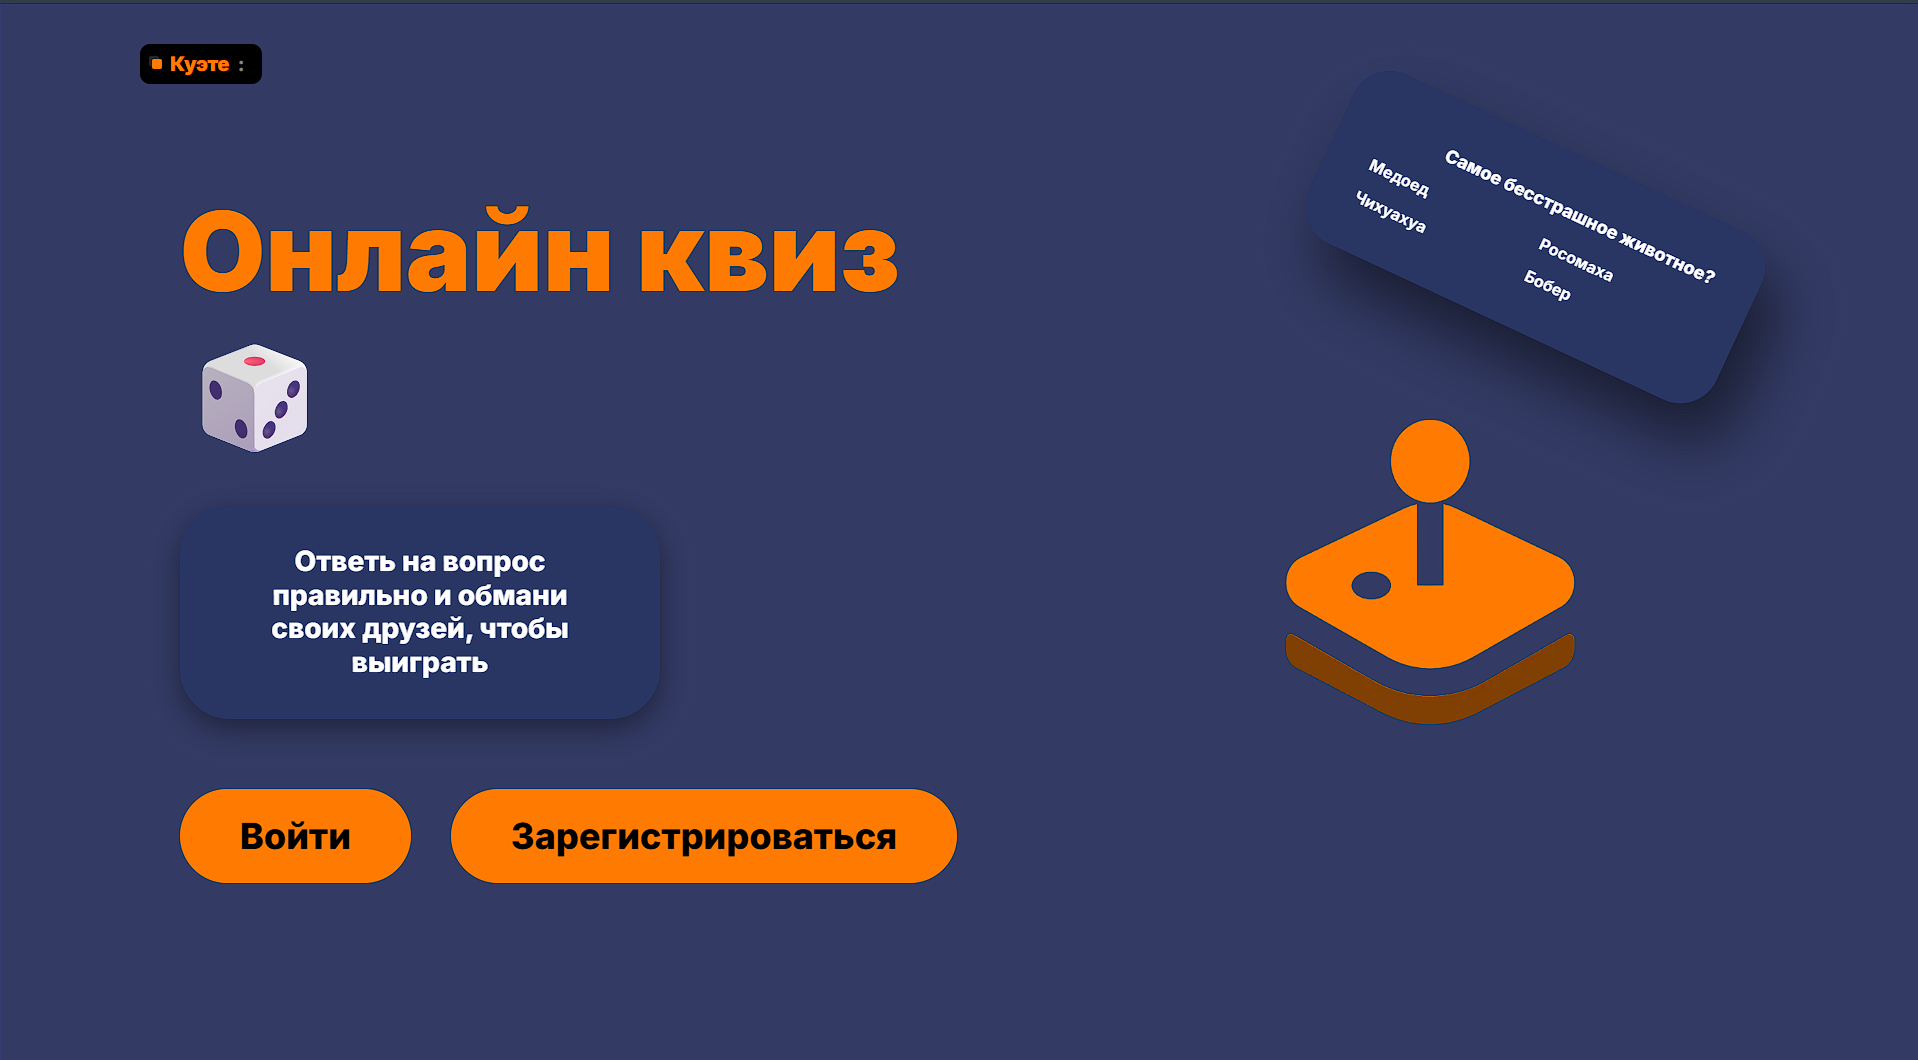 Куэте :
Онлайн квиз
Самое бесстрашное животное?
Медоед
Чихуахуа
Росомаха
Бобер
Ответь на вопрос
правильно и обмани
своих друзей, чтобы
выиграть
Войти
Зарегистрироваться